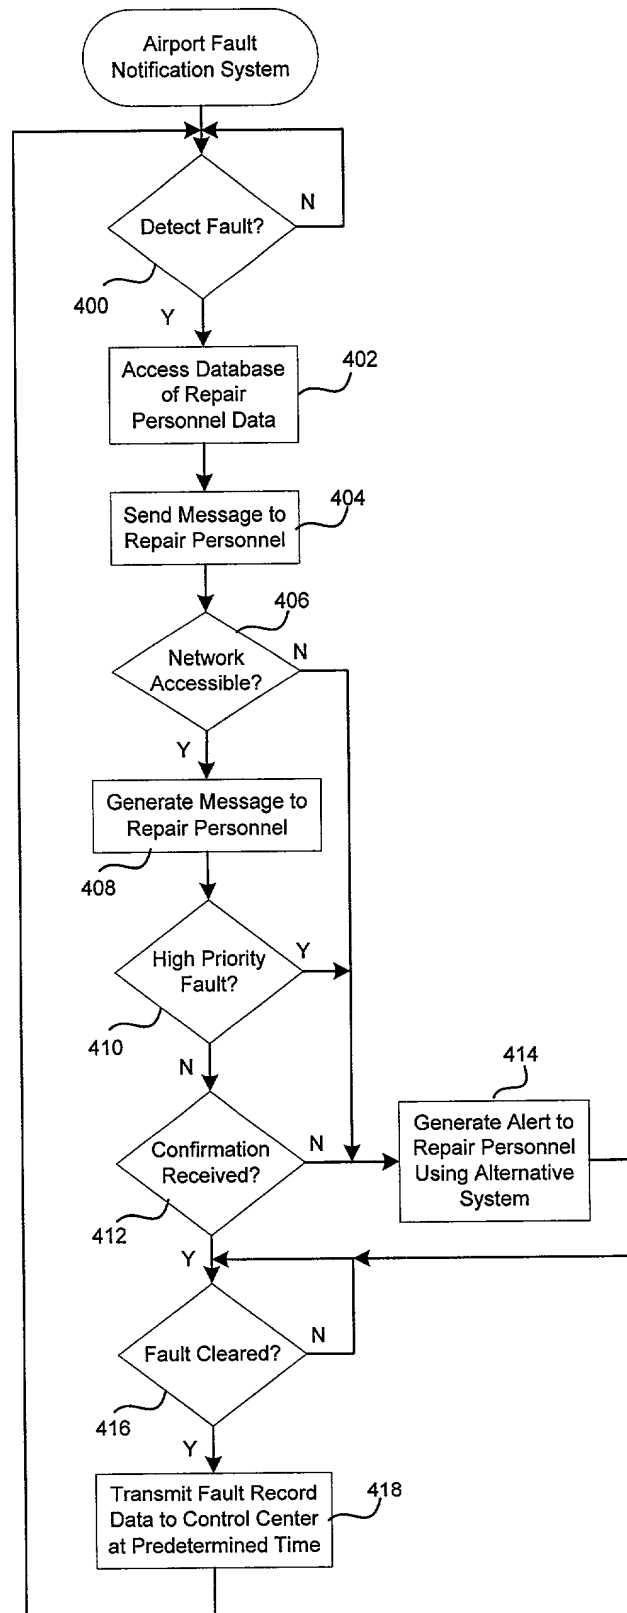 Airport Fault
Notification System
Detect Fault?
N
400
Y
Access Database
of Repair
Personnel Data
402
Send Message to
Repair Personnel
404
406
Network
Accessible?
N
Y
Generate Message to
Repair Personnel
408
High Priority
Fault?
Y
410
N
414
Confirmation
Received?
N
Generate Alert to
Repair Personnel
Using Alternative
System
412
Y
Fault Cleared?
N
416
Y
Transmit Fault Record
Data to Control Center
at Predetermined Time
418